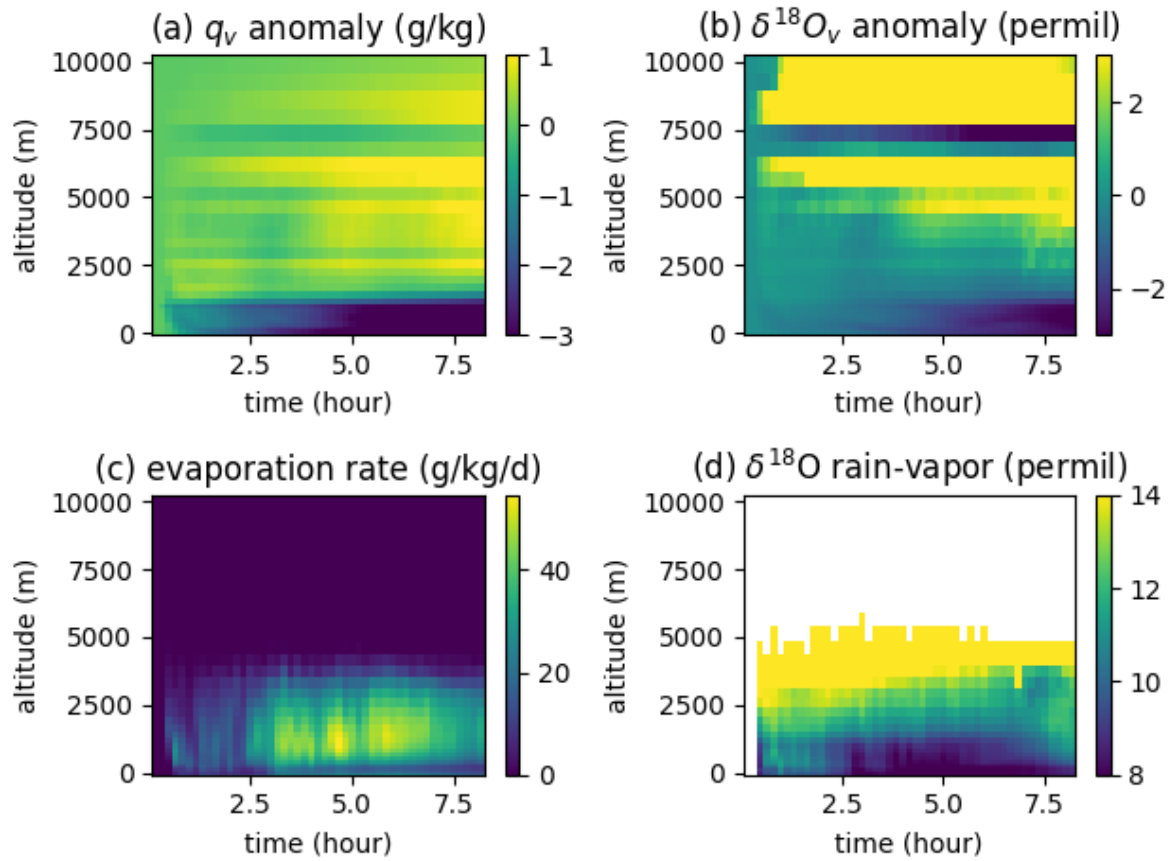 (a) qᵥ anomaly (g/kg)
(b) δ¹⁸Oᵥ anomaly (permil)
10000
7500
5000
2500
0
altitude (m)
2.5 5.0 7.5
time (hour)
1
0
−1
−2
−3
10000
7500
5000
2500
0
altitude (m)
2.5 5.0 7.5
time (hour)
2
0
−2
(c) evaporation rate (g/kg/d)
(d) δ¹⁸O rain-vapor (permil)
10000
7500
5000
2500
0
altitude (m)
2.5 5.0 7.5
time (hour)
40
20
0
10000
7500
5000
2500
0
altitude (m)
2.5 5.0 7.5
time (hour)
14
12
10
8